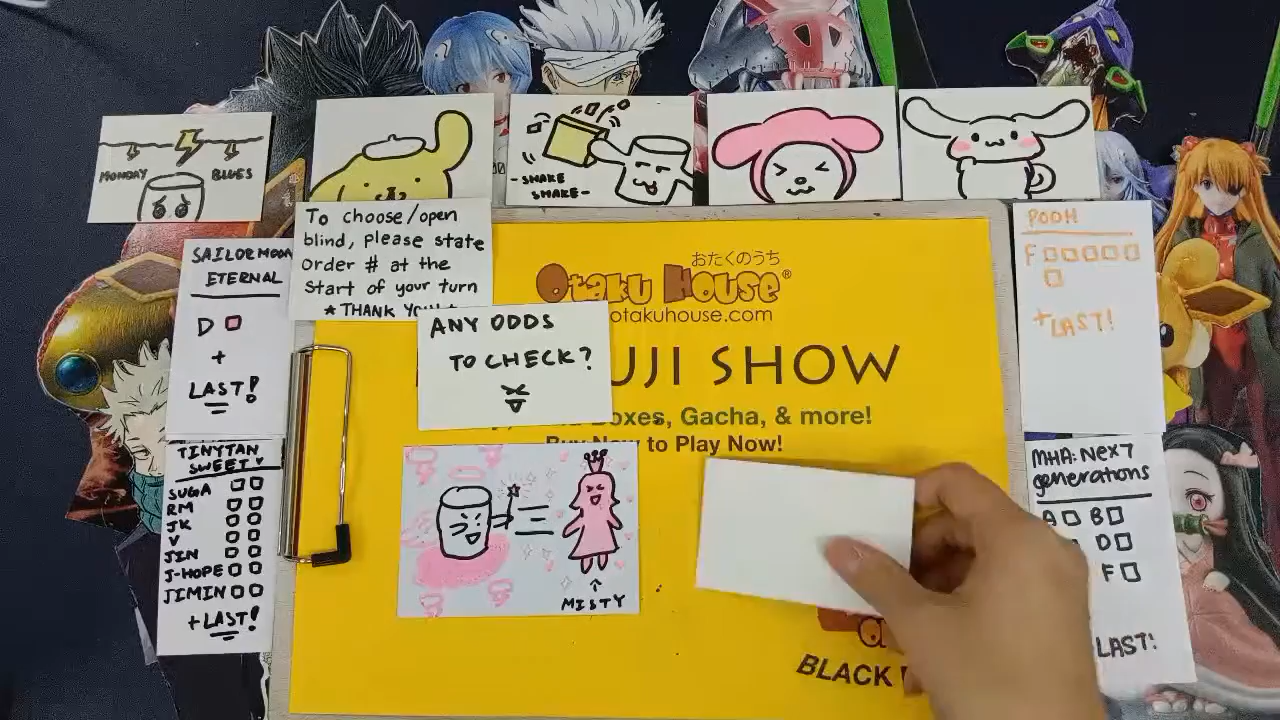 MONDAY BLUES
-SHAKE
SHAKE-
SAILORMOON
ETERNAL
D
+
LAST!
To choose/open
blind, please state
order # at the
start of your turn
★THANK YOU!
おたくのうち
Otaku House®
otakuhouse.com
UJI SHOW
Boxes, Gacha, & more!
Buy Now to Play Now!
ANY ODDS
TO CHECK?
MISTY
BLACK
TINYTAN
SWEET
SUGA
RM
JK
V
JIN
J-HOPE
JIMIN
+LAST!
POOH
F
+LAST!
MHA: NEXT
generations
A B
D
F
LAST!